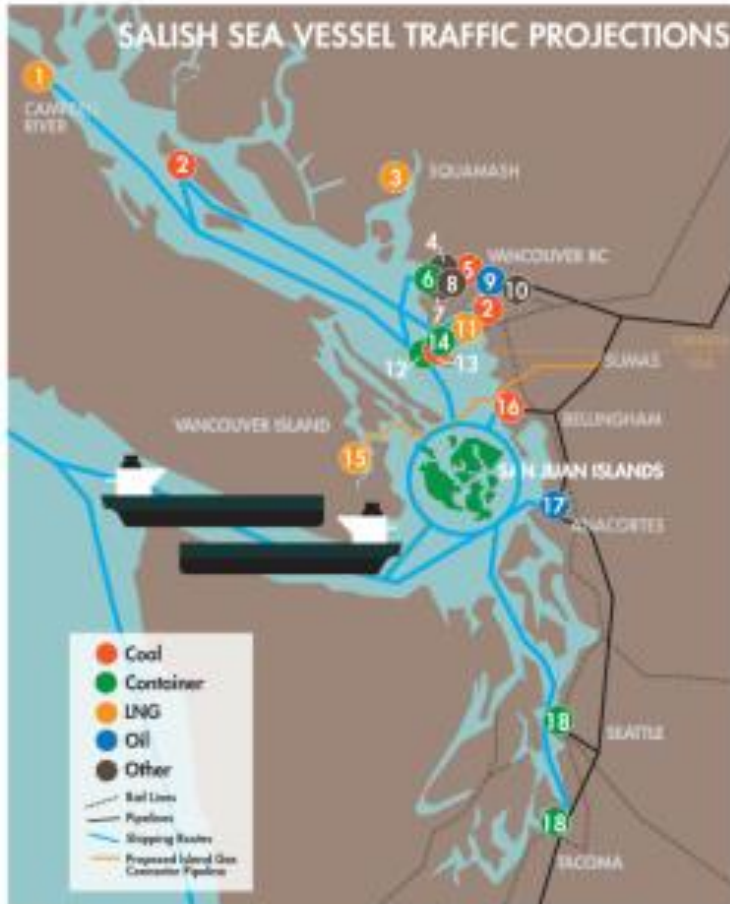 SALISH SEA VESSEL TRAFFIC PROJECTIONS
1
CAMPBELL
RIVER
2
3
SQUAMASH
4
VANCOUVER BC
5
6
8
9
10
7
2
11
14
12
13
SUMAS
16
VANCOUVER ISLAND
BELLINGHAM
15
SAN JUAN ISLANDS
17
ANACORTES
Coal
Container
LNG
Oil
Other
Rail Lines
Pipelines
Shipping Routes
Proposed Island Gas
Connector Pipeline
18
SEATTLE
18
TACOMA